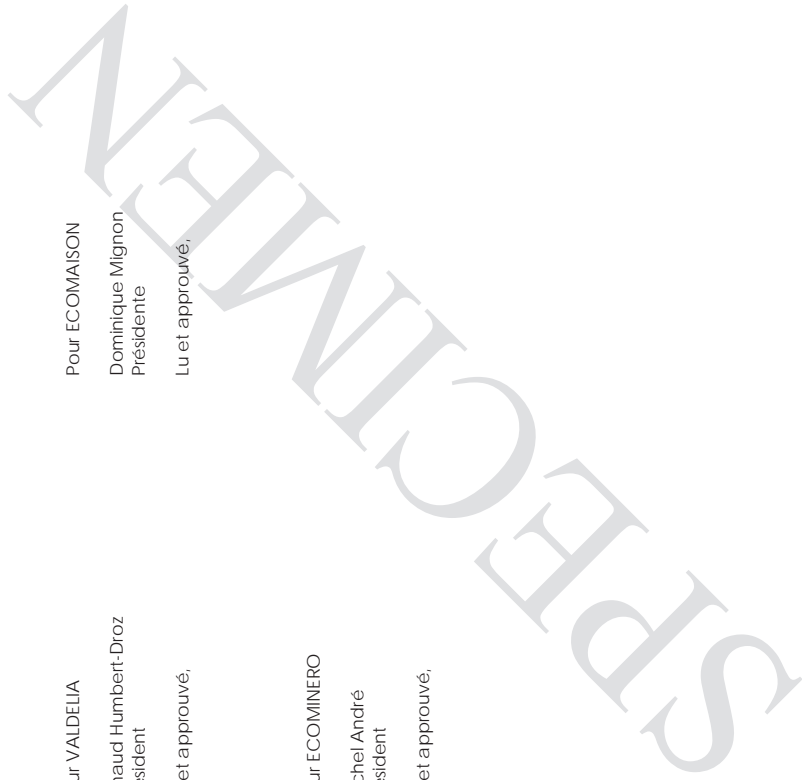 ur VALDELIA
naud Humbert-Droz
sident
et approuvé,
Pour ECOMAISON
Dominique Mignon
Présidente
Lu et approuvé,
ur ECOMINERO
chel André
sident
et approuvé,
SPECIMEN